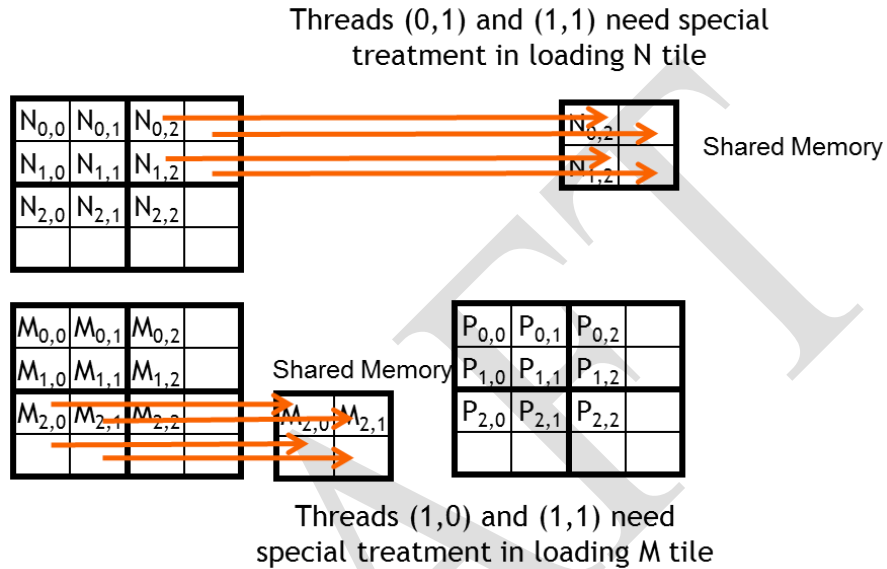 Threads (0,1) and (1,1) need special
treatment in loading N tile
N0,0 N0,1 N0,2
N1,0 N1,1 N1,2
N2,0 N2,1 N2,2
N0,2
N1,2
Shared Memory
M0,0 M0,1 M0,2
M1,0 M1,1 M1,2
M2,0 M2,1 M2,2
Shared Memory
M2,0 M2,1
P0,0 P0,1 P0,2
P1,0 P1,1 P1,2
P2,0 P2,1 P2,2
Threads (1,0) and (1,1) need
special treatment in loading M tile